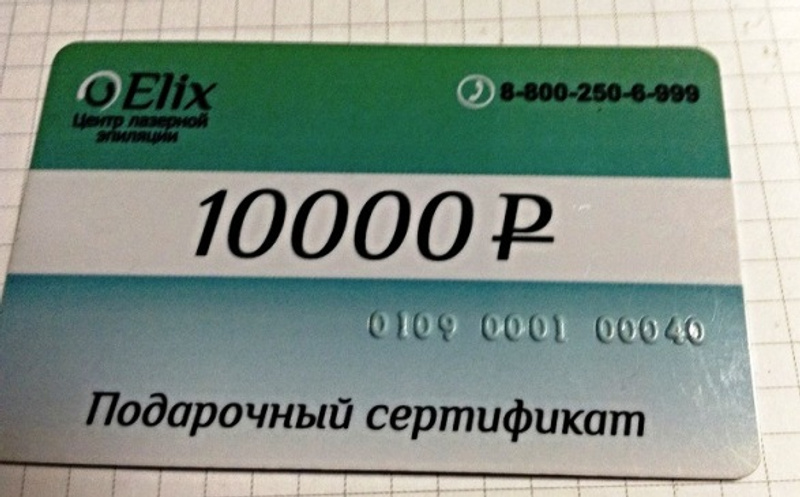 Elix
8-800-250-6-999
Центр лазерной
эпиляции
10000 ₽
0109 0001 00040
Подарочный сертификат